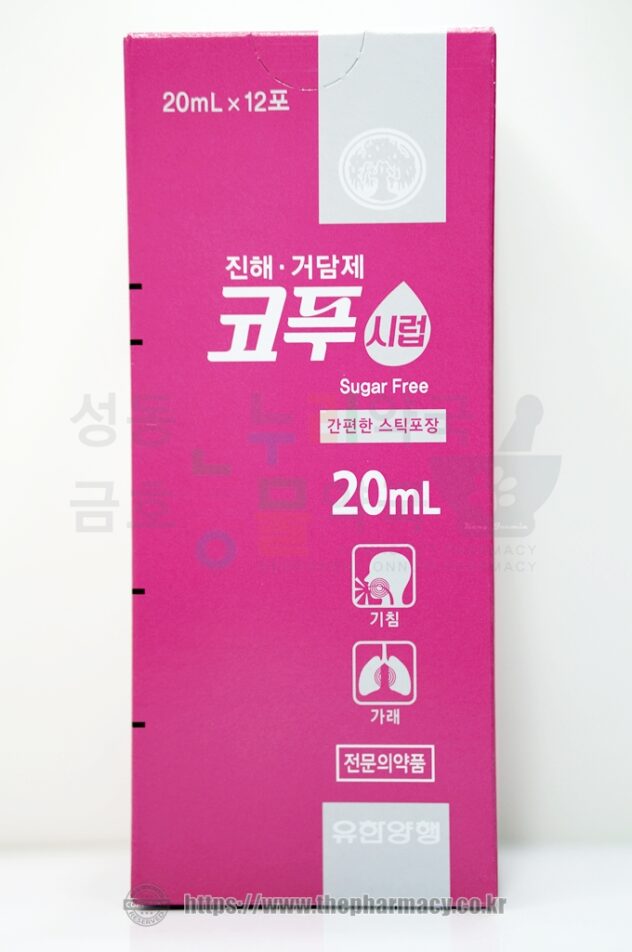 20mL × 12포
진해·거담제
코푸 시럽
Sugar Free
간편한 스틱포장
20mL
기침
가래
전문의약품
유한양행
https://www.thepharmacy.co.kr